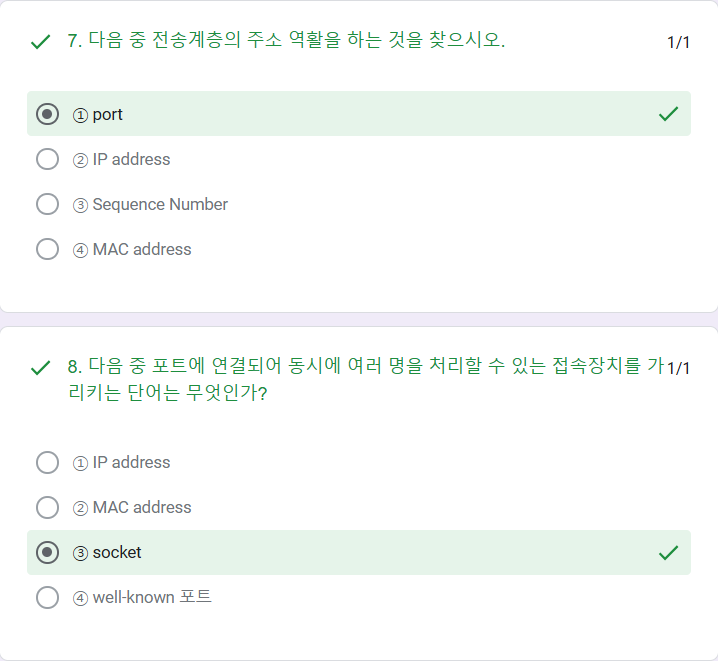 7. 다음 중 전송계층의 주소 역활을 하는 것을 찾으시오.
1/1
① port
② IP address
③ Sequence Number
④ MAC address
8. 다음 중 포트에 연결되어 동시에 여러 명을 처리할 수 있는 접속장치를 가
1/1
리키는 단어는 무엇인가?
① IP address
② MAC address
③ socket
④ well-known 포트